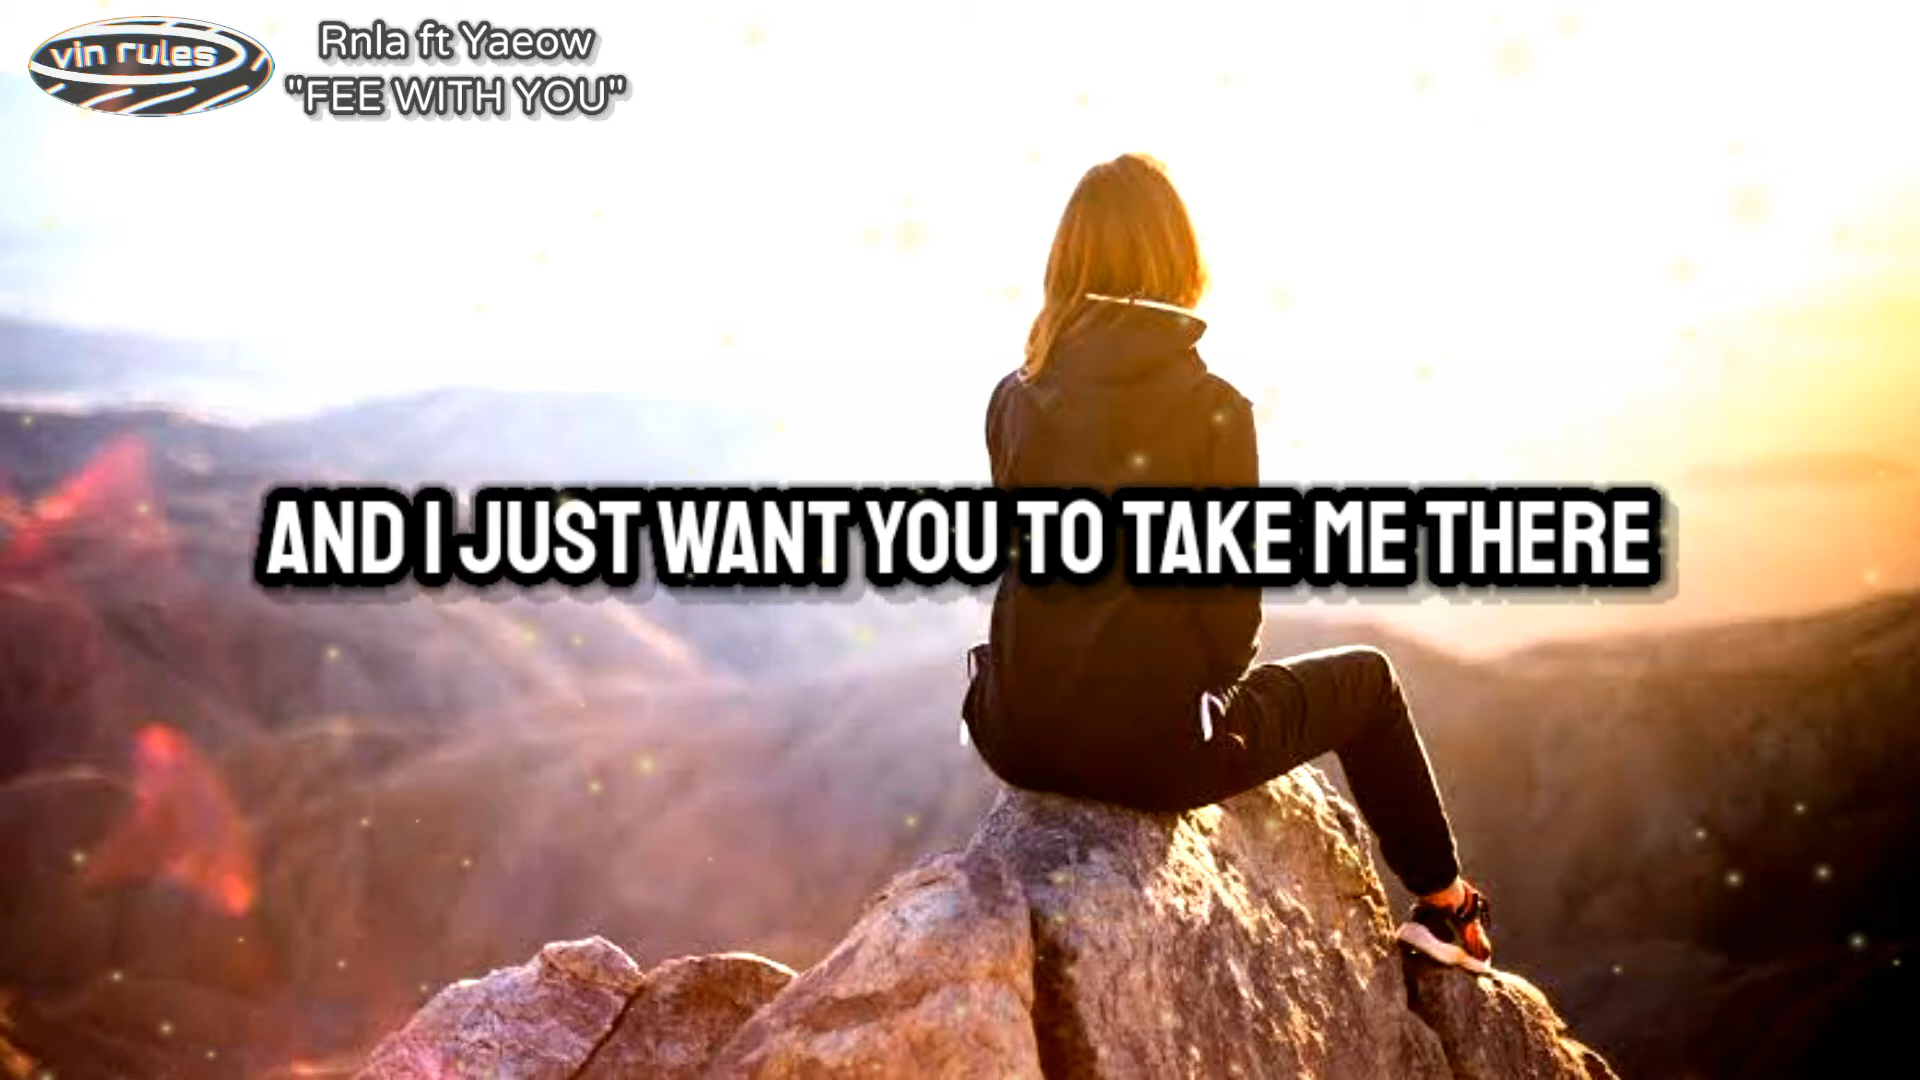 vin rules
Rnla ft Yaeow
"FEE WITH YOU"
AND I JUST WANT YOU TO TAKE ME THERE